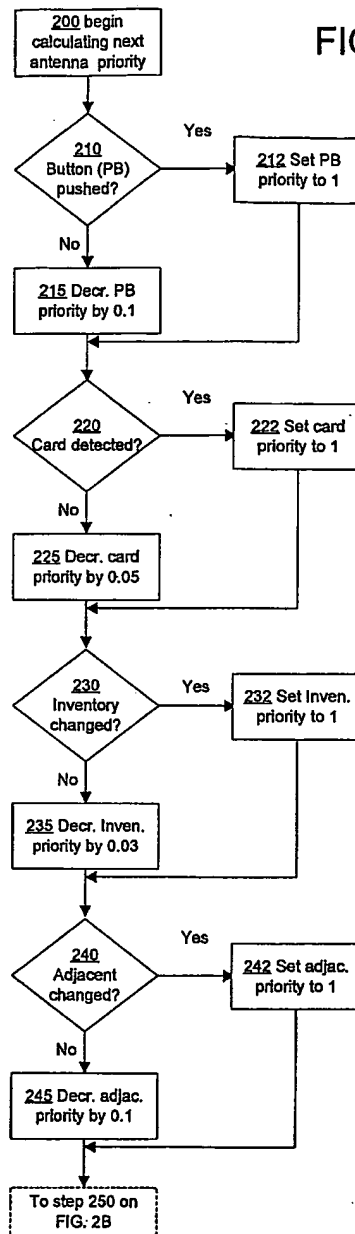 200 begin
calculating next
antenna priority
FIG
210
Button (PB)
pushed?
Yes
212 Set PB
priority to 1
No
215 Decr. PB
priority by 0.1
220
Card detected?
Yes
222 Set card
priority to 1
No
225 Decr. card
priority by 0.05
230
Inventory
changed?
Yes
232 Set Inven.
priority to 1
No
235 Decr. Inven.
priority by 0.03
240
Adjacent
changed?
Yes
242 Set adjac.
priority to 1
No
245 Decr. adjac.
priority by 0.1
To step 250 on
FIG. 2B